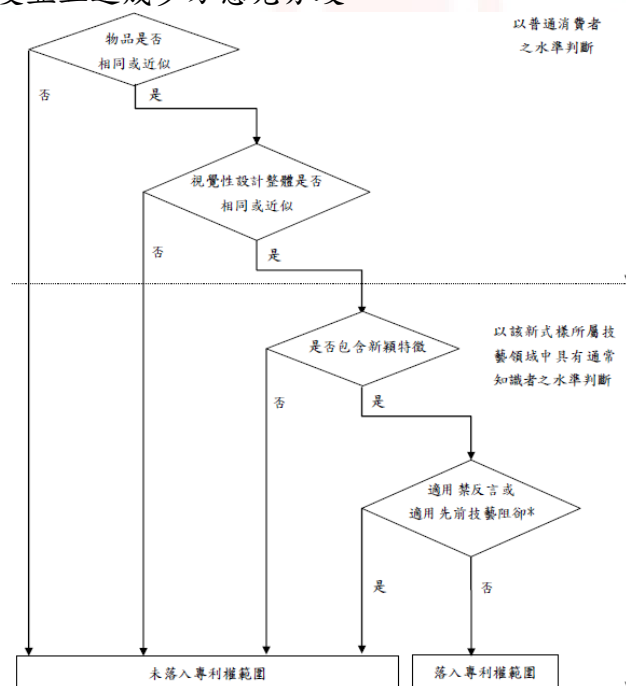 物品是否
相同或近似
以普通消費者
之水準判斷
否
是
視覺性設計整體是否
相同或近似
否
是
是否包含新穎特徵
以該新式樣所屬技
藝領域中具有通常
知識者之水準判斷
否
是
適用禁反言或
適用先前技藝阻卻*
是
否
未落入專利權範圍
落入專利權範圍